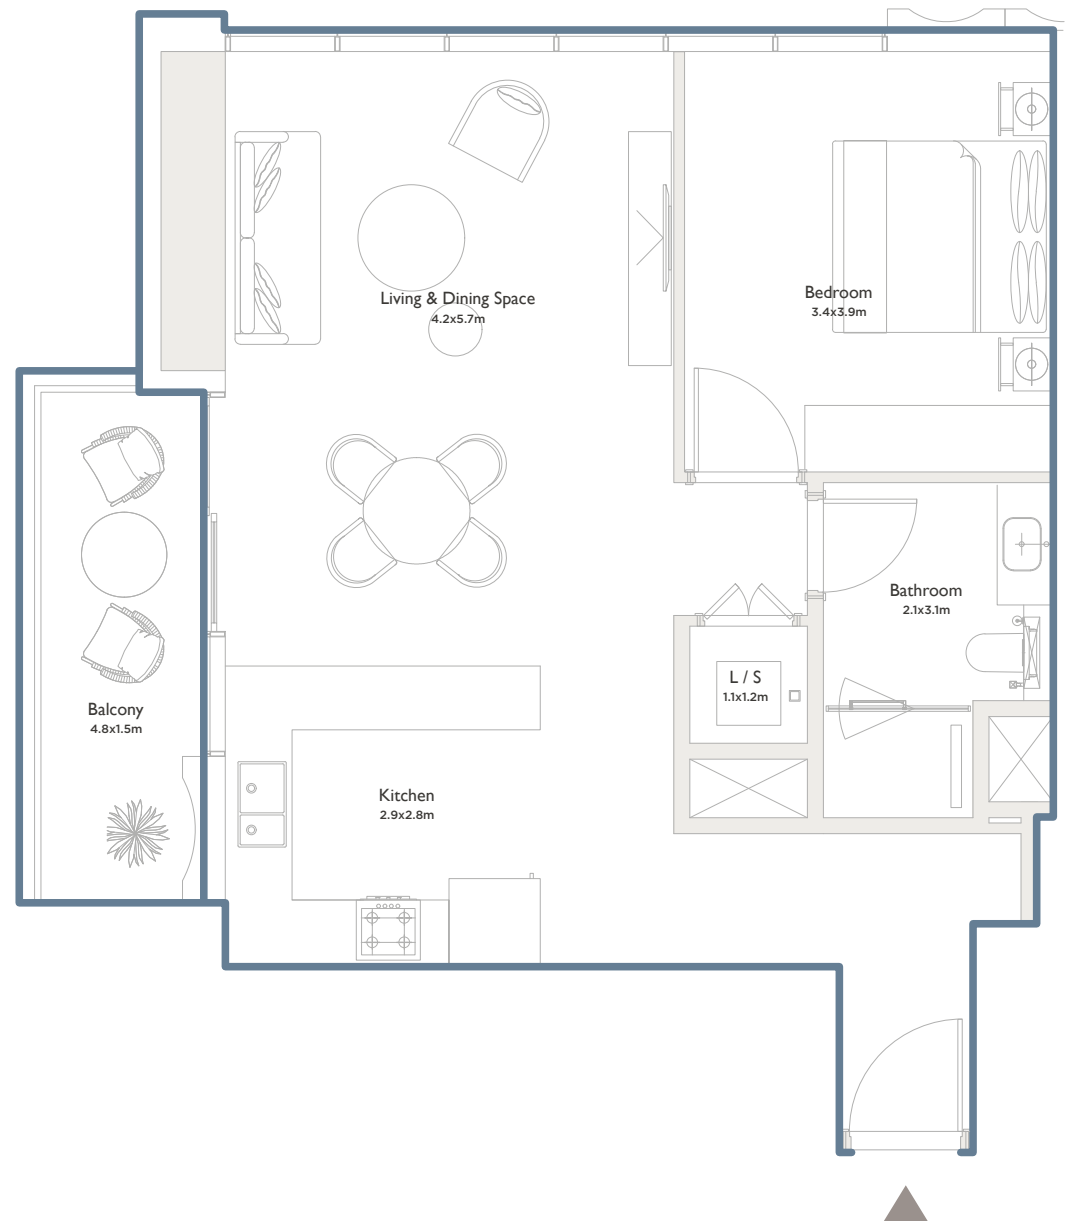 Living & Dining Space
4.2x5.7m
Bedroom
3.4x3.9m
Bathroom
2.1x3.1m
L / S
1.1x1.2m
Balcony
4.8x1.5m
Kitchen
2.9x2.8m